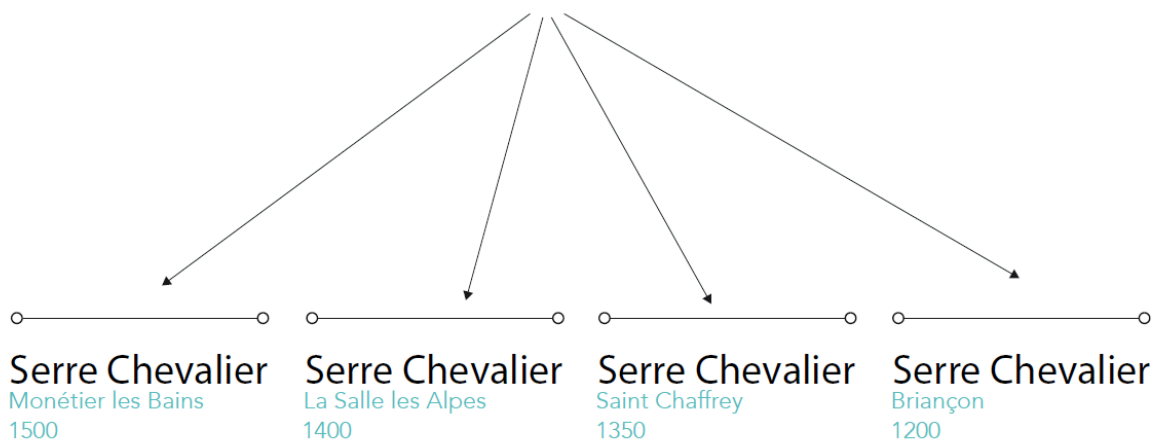 Serre Chevalier
Monétier les Bains
1500
Serre Chevalier
La Salle les Alpes
1400
Serre Chevalier
Saint Chaffrey
1350
Serre Chevalier
Briançon
1200